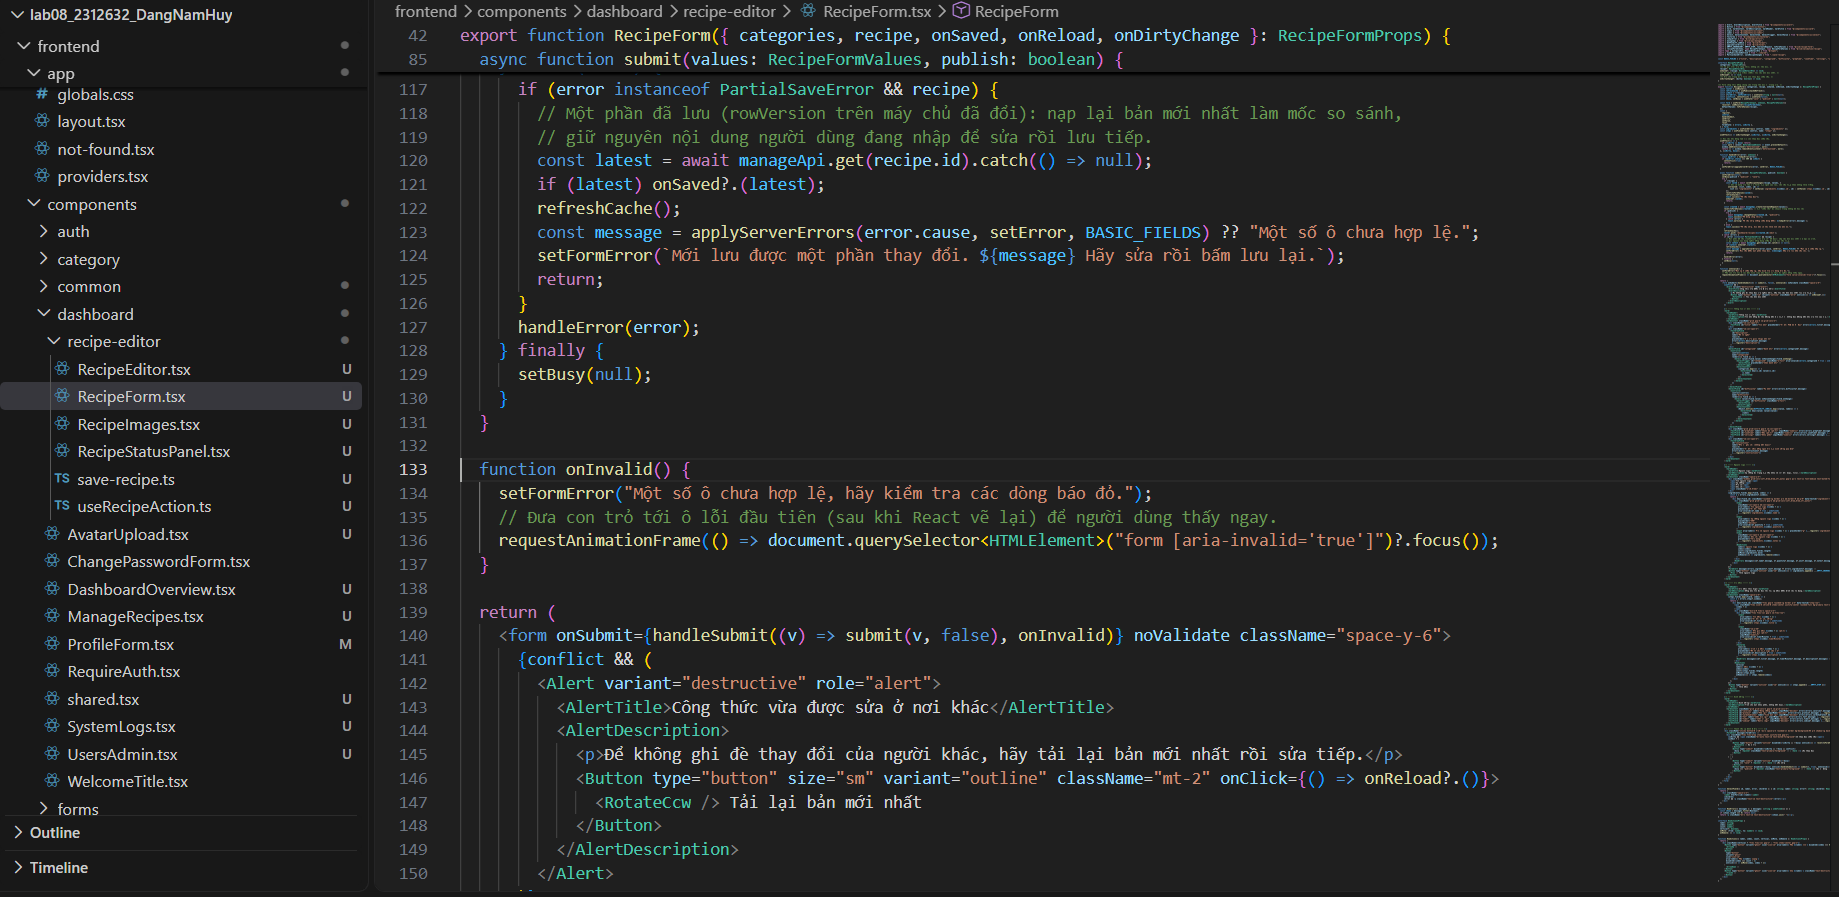 lab08_2312632_DangNamHuy
frontend
app
globals.css
layout.tsx
not-found.tsx
providers.tsx
components
auth
category
common
dashboard
recipe-editor
RecipeEditor.tsx U
RecipeForm.tsx U
RecipeImages.tsx U
RecipeStatusPanel.tsx U
TS save-recipe.ts U
TS useRecipeAction.ts U
AvatarUpload.tsx
ChangePasswordForm.tsx
DashboardOverview.tsx U
ManageRecipes.tsx U
ProfileForm.tsx M
RequireAuth.tsx
shared.tsx U
SystemLogs.tsx U
UsersAdmin.tsx U
WelcomeTitle.tsx
forms
Outline
Timeline
frontend > components > dashboard > recipe-editor > RecipeForm.tsx > RecipeForm
42 export function RecipeForm({ categories, recipe, onSaved, onReload, onDirtyChange }: RecipeFormProps) {
85 async function submit(values: RecipeFormValues, publish: boolean) {
117 if (error instanceof PartialSaveError && recipe) {
118 // Một phần đã lưu (rowVersion trên máy chủ đã đổi): nạp lại bản mới nhất làm mốc so sánh,
119 // giữ nguyên nội dung người dùng đang nhập để sửa rồi lưu tiếp.
120 const latest = await manageApi.get(recipe.id).catch(() => null);
121 if (latest) onSaved?.(latest);
122 refreshCache();
123 const message = applyServerErrors(error.cause, setError, BASIC_FIELDS) ?? "Một số ô chưa hợp lệ.";
124 setFormError(`Mới lưu được một phần thay đổi. ${message} Hãy sửa rồi bấm lưu lại.`);
125 return;
126 }
127 handleError(error);
128 } finally {
129 setBusy(null);
130 }
131 }
132
133 function onInvalid() {
134 setFormError("Một số ô chưa hợp lệ, hãy kiểm tra các dòng báo đỏ.");
135 // Đưa con trỏ tới ô lỗi đầu tiên (sau khi React vẽ lại) để người dùng thấy ngay.
136 requestAnimationFrame(() => document.querySelector<HTMLElement>("form [aria-invalid='true']")?.focus());
137 }
138
139 return (
140 <form onSubmit={handleSubmit((v) => submit(v, false), onInvalid)} noValidate className="space-y-6">
141 {conflict && (
142 <Alert variant="destructive" role="alert">
143 <AlertTitle>Công thức vừa được sửa ở nơi khác</AlertTitle>
144 <AlertDescription>
145 <p>Để không ghi đè thay đổi của người khác, hãy tải lại bản mới nhất rồi sửa tiếp.</p>
146 <Button type="button" size="sm" variant="outline" className="mt-2" onClick={() => onReload?.()}>
147 <RotateCcw /> Tải lại bản mới nhất
148 </Button>
149 </AlertDescription>
150 </Alert>